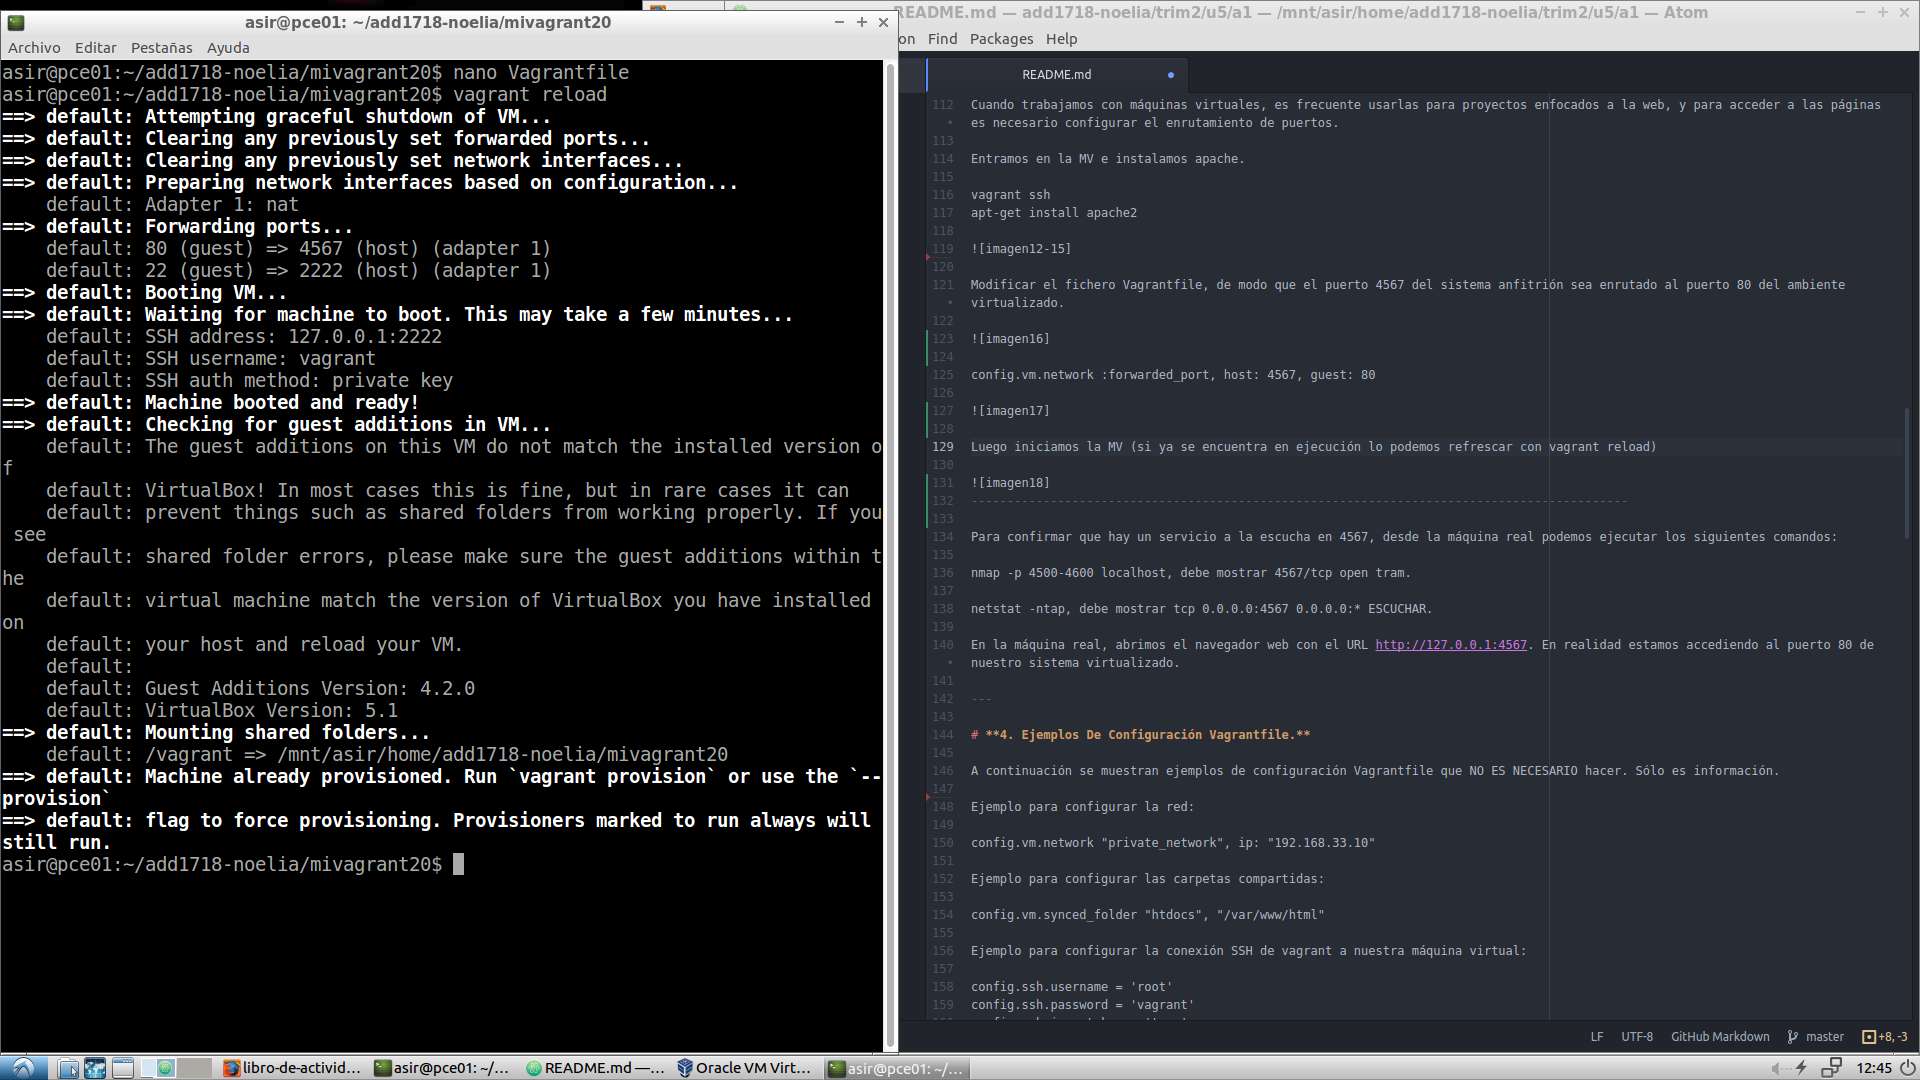 asir@pce01: ~/add1718-noelia/mivagrant20
Archivo Editar Pestañas Ayuda
asir@pce01:~/add1718-noelia/mivagrant20$ nano Vagrantfile
asir@pce01:~/add1718-noelia/mivagrant20$ vagrant reload
==> default: Attempting graceful shutdown of VM...
==> default: Clearing any previously set forwarded ports...
==> default: Clearing any previously set network interfaces...
==> default: Preparing network interfaces based on configuration...
    default: Adapter 1: nat
==> default: Forwarding ports...
    default: 80 (guest) => 4567 (host) (adapter 1)
    default: 22 (guest) => 2222 (host) (adapter 1)
==> default: Booting VM...
==> default: Waiting for machine to boot. This may take a few minutes...
    default: SSH address: 127.0.0.1:2222
    default: SSH username: vagrant
    default: SSH auth method: private key
==> default: Machine booted and ready!
==> default: Checking for guest additions in VM...
    default: The guest additions on this VM do not match the installed version o
f
    default: VirtualBox! In most cases this is fine, but in rare cases it can
    default: prevent things such as shared folders from working properly. If you
 see
    default: shared folder errors, please make sure the guest additions within t
he
    default: virtual machine match the version of VirtualBox you have installed
on
    default: your host and reload your VM.
    default:
    default: Guest Additions Version: 4.2.0
    default: VirtualBox Version: 5.1
==> default: Mounting shared folders...
    default: /vagrant => /mnt/asir/home/add1718-noelia/mivagrant20
==> default: Machine already provisioned. Run `vagrant provision` or use the `--
provision`
==> default: flag to force provisioning. Provisioners marked to run always will
still run.
asir@pce01:~/add1718-noelia/mivagrant20$
README.md — add1718-noelia/trim2/u5/a1 — /mnt/asir/home/add1718-noelia/trim2/u5/a1 — Atom
on Find Packages Help
README.md
112 Cuando trabajamos con máquinas virtuales, es frecuente usarlas para proyectos enfocados a la web, y para acceder a las páginas
• es necesario configurar el enrutamiento de puertos.
113
114 Entramos en la MV e instalamos apache.
115
116 vagrant ssh
117 apt-get install apache2
118
119 ![imagen12-15]
120
121 Modificar el fichero Vagrantfile, de modo que el puerto 4567 del sistema anfitrión sea enrutado al puerto 80 del ambiente
• virtualizado.
122
123 ![imagen16]
124
125 config.vm.network :forwarded_port, host: 4567, guest: 80
126
127 ![imagen17]
128
129 Luego iniciamos la MV (si ya se encuentra en ejecución lo podemos refrescar con vagrant reload)
130
131 ![imagen18]
132 -------------------------------------------------------------------------------------------
133
134 Para confirmar que hay un servicio a la escucha en 4567, desde la máquina real podemos ejecutar los siguientes comandos:
135
136 nmap -p 4500-4600 localhost, debe mostrar 4567/tcp open tram.
137
138 netstat -ntap, debe mostrar tcp 0.0.0.0:4567 0.0.0.0:* ESCUCHAR.
139
140 En la máquina real, abrimos el navegador web con el URL http://127.0.0.1:4567. En realidad estamos accediendo al puerto 80 de
• nuestro sistema virtualizado.
141
142 ---
143
144 # **4. Ejemplos De Configuración Vagrantfile.**
145
146 A continuación se muestran ejemplos de configuración Vagrantfile que NO ES NECESARIO hacer. Sólo es información.
147
148 Ejemplo para configurar la red:
149
150 config.vm.network "private_network", ip: "192.168.33.10"
151
152 Ejemplo para configurar las carpetas compartidas:
153
154 config.vm.synced_folder "htdocs", "/var/www/html"
155
156 Ejemplo para configurar la conexión SSH de vagrant a nuestra máquina virtual:
157
158 config.ssh.username = 'root'
159 config.ssh.password = 'vagrant'
LF UTF-8 GitHub Markdown master +8, -3
libro-de-activid... asir@pce01: ~/... README.md —... Oracle VM Virt... asir@pce01: ~/... 12:45